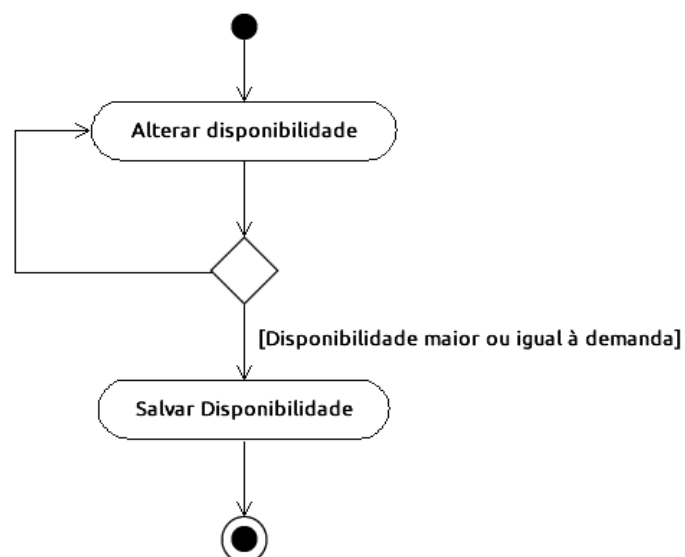 Alterar disponibilidade
[Disponibilidade maior ou igual à demanda]
Salvar Disponibilidade